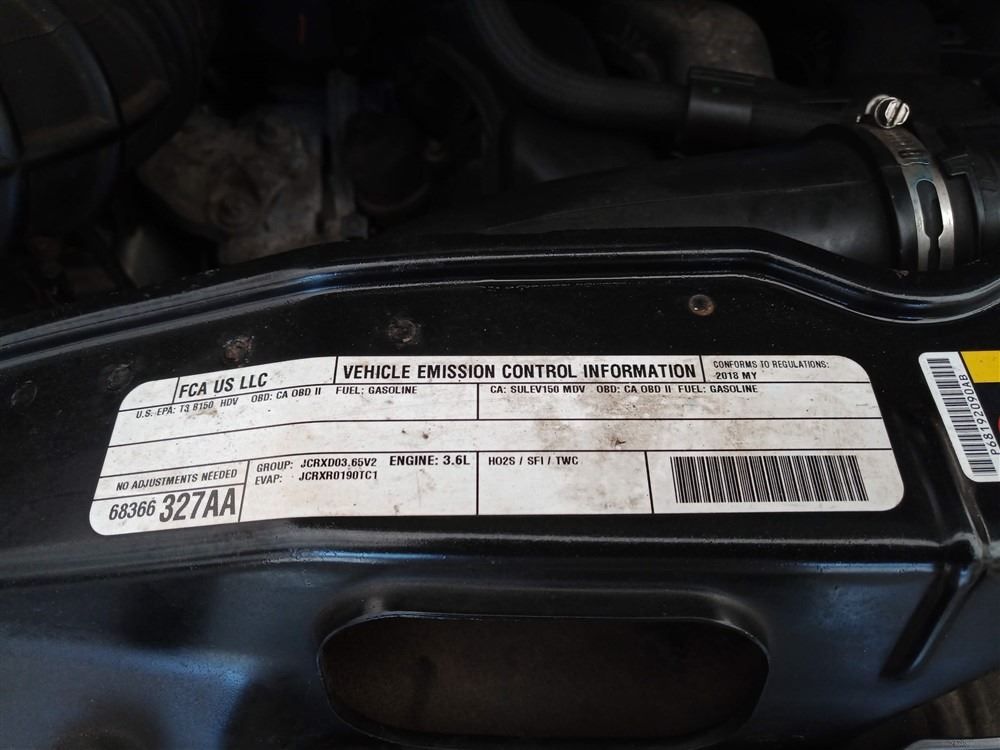 FCA US LLC
VEHICLE EMISSION CONTROL INFORMATION
CONFORMS TO REGULATIONS:
2018 MY
U.S. EPA: T3 B150 HDV OBD: CA OBD II FUEL: GASOLINE
CA: SULEV150 MDV OBD: CA OBD II FUEL: GASOLINE
NO ADJUSTMENTS NEEDED
68366 327AA
GROUP: JCRXD03.65V2 ENGINE: 3.6L
EVAP: JCRXR0190TC1
HO2S / SFI / TWC
P68192090AB